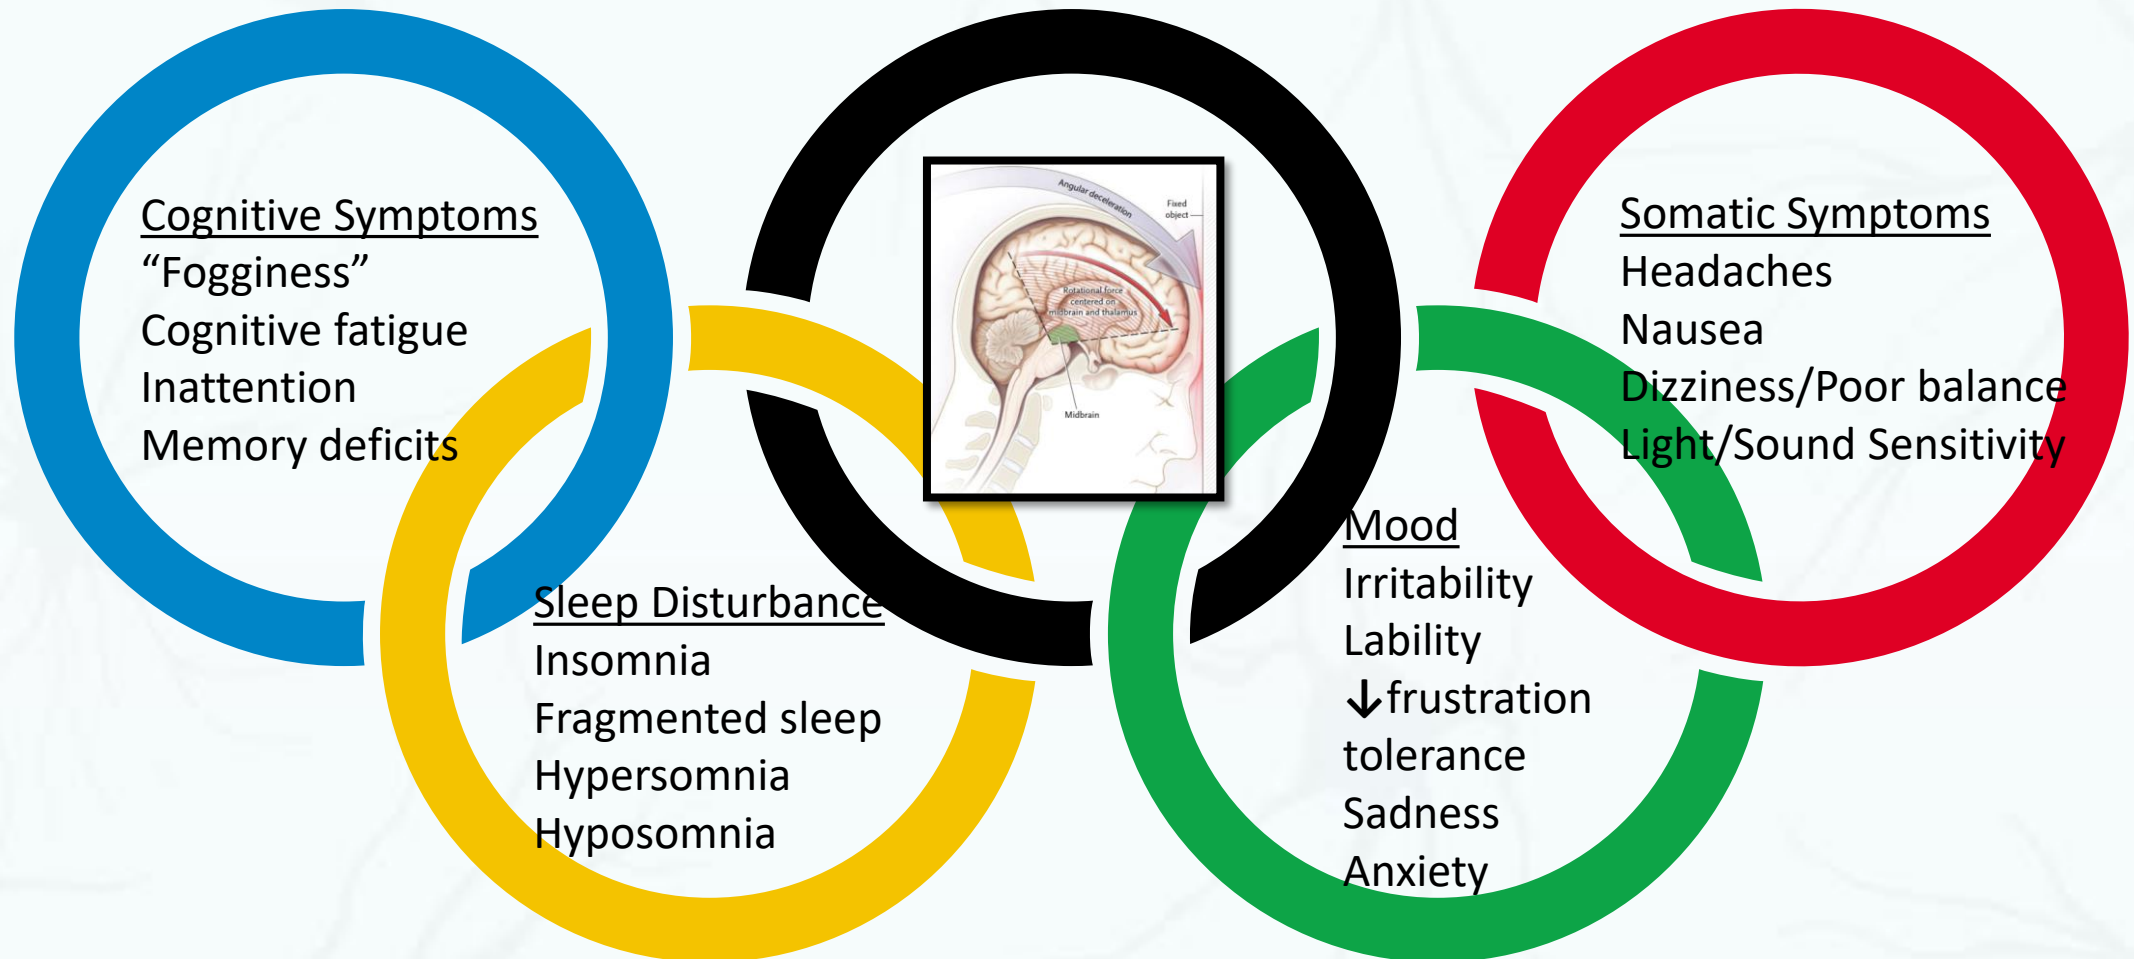 Cognitive Symptoms
“Fogginess”
Cognitive fatigue
Inattention
Memory deficits
Sleep Disturbance
Insomnia
Fragmented sleep
Hypersomnia
Hyposomnia
Angular deceleration
Fixed
object
Rotational force
centered on
midbrain and thalamus
Midbrain
Mood
Irritability
Lability
↓frustration
tolerance
Sadness
Anxiety
Somatic Symptoms
Headaches
Nausea
Dizziness/Poor balance
Light/Sound Sensitivity